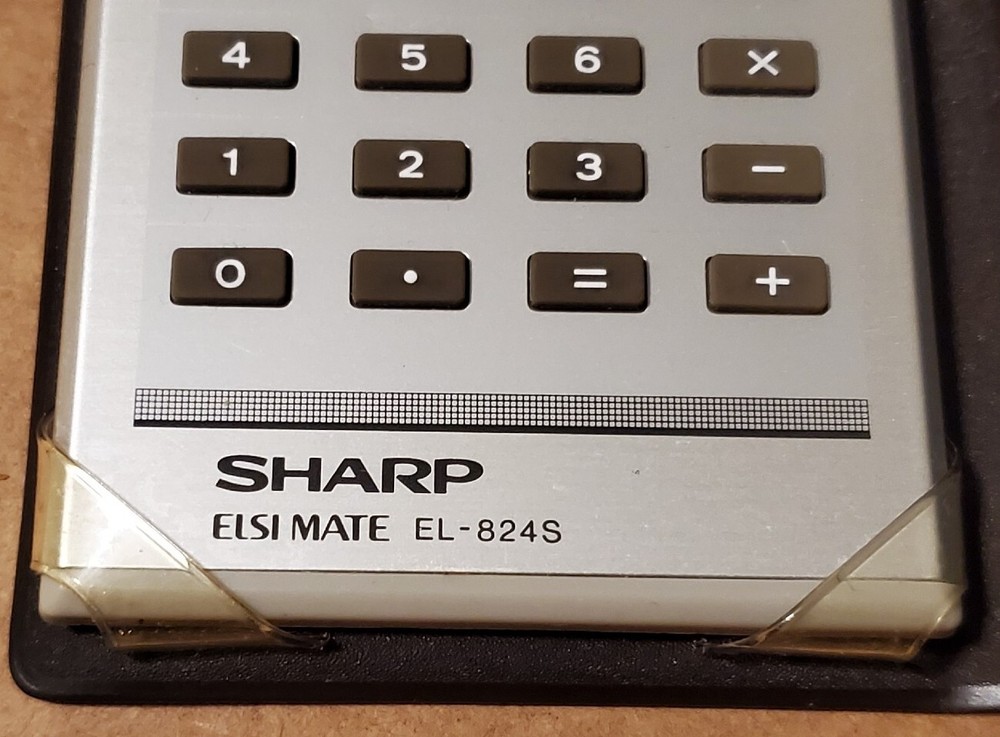 4 5 6 ×
1 2 3 −
0 . = +
SHARP
ELSI MATE EL-824S